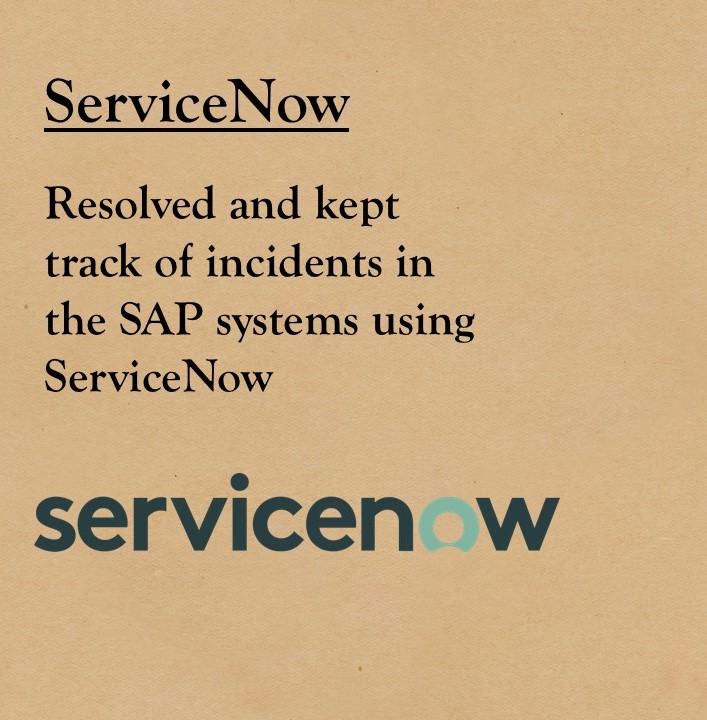 ServiceNow
Resolved and kept
track of incidents in
the SAP systems using
ServiceNow
servicenow